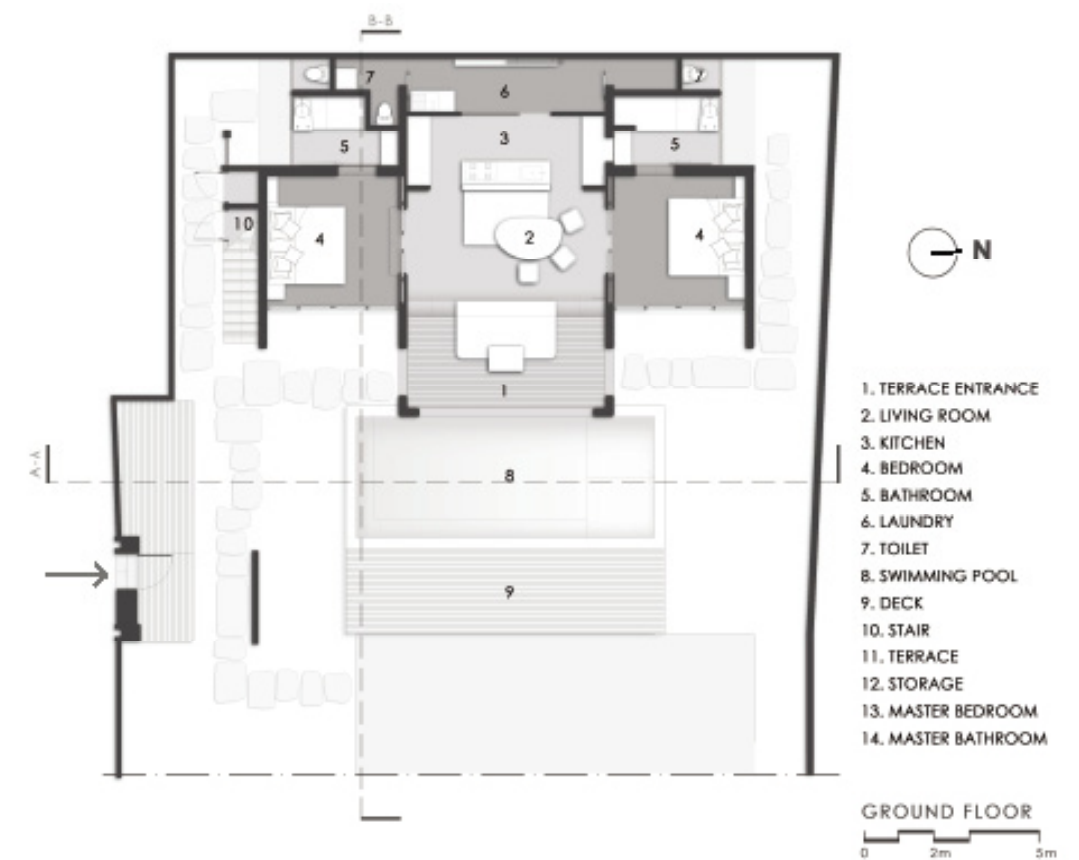 B-B
7
7
6
3
5
5
10
4
2
4
N
1
1. TERRACE ENTRANCE
2. LIVING ROOM
3. KITCHEN
4. BEDROOM
5. BATHROOM
6. LAUNDRY
7. TOILET
8. SWIMMING POOL
9. DECK
10. STAIR
11. TERRACE
12. STORAGE
13. MASTER BEDROOM
14. MASTER BATHROOM
A-A
8
9
GROUND FLOOR
0 2m 5m